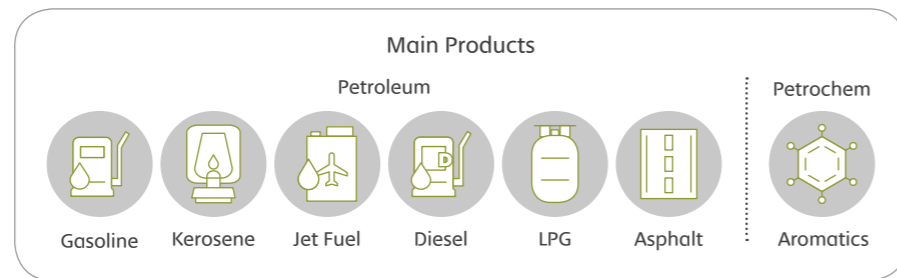 Main Products
Petroleum
Petrochem
Gasoline
Kerosene
Jet Fuel
Diesel
LPG
Asphalt
Aromatics